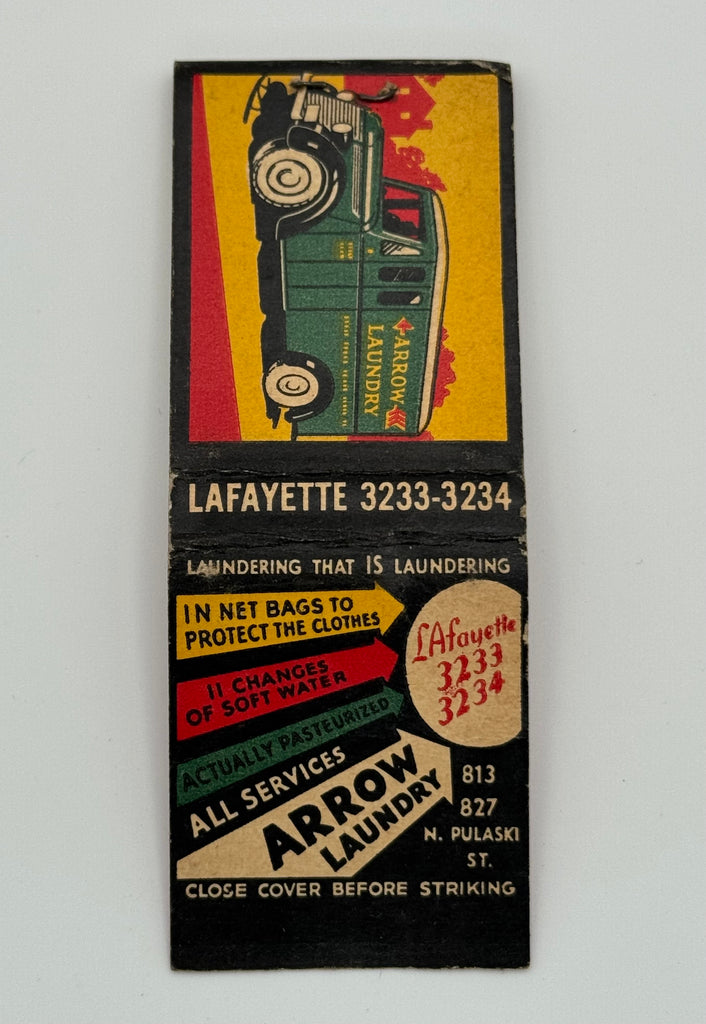 ARROW
LAUNDRY
LAFAYETTE 3233-3234
LAUNDERING THAT IS LAUNDERING
IN NET BAGS TO
PROTECT THE CLOTHES
11 CHANGES
OF SOFT WATER
ACTUALLY PASTEURIZED
ALL SERVICES
ARROW
LAUNDRY
LAfayette
3233
3234
813
827
N. PULASKI
ST.
CLOSE COVER BEFORE STRIKING